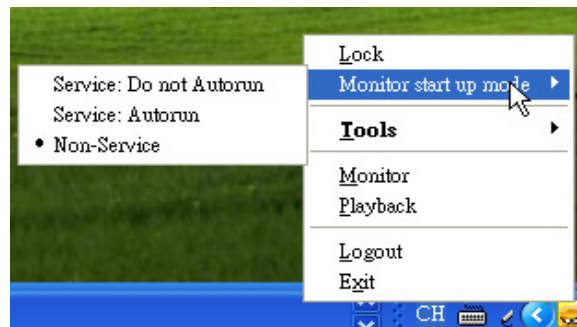 Service: Do not Autorun
Service: Autorun
Non-Service
Lock
Monitor start up mode
Tools
Monitor
Playback
Logout
Exit
CH